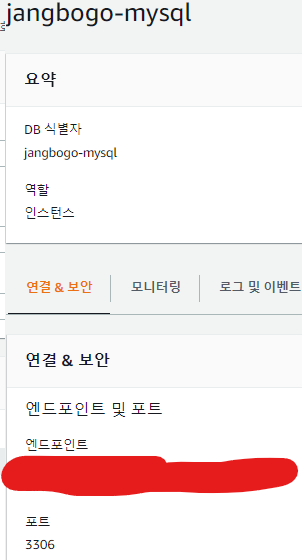 jangbogo-mysql
요약
DB 식별자
jangbogo-mysql
역할
인스턴스
연결 & 보안 모니터링 로그 및 이벤트
연결 & 보안
엔드포인트 및 포트
엔드포인트
포트
3306